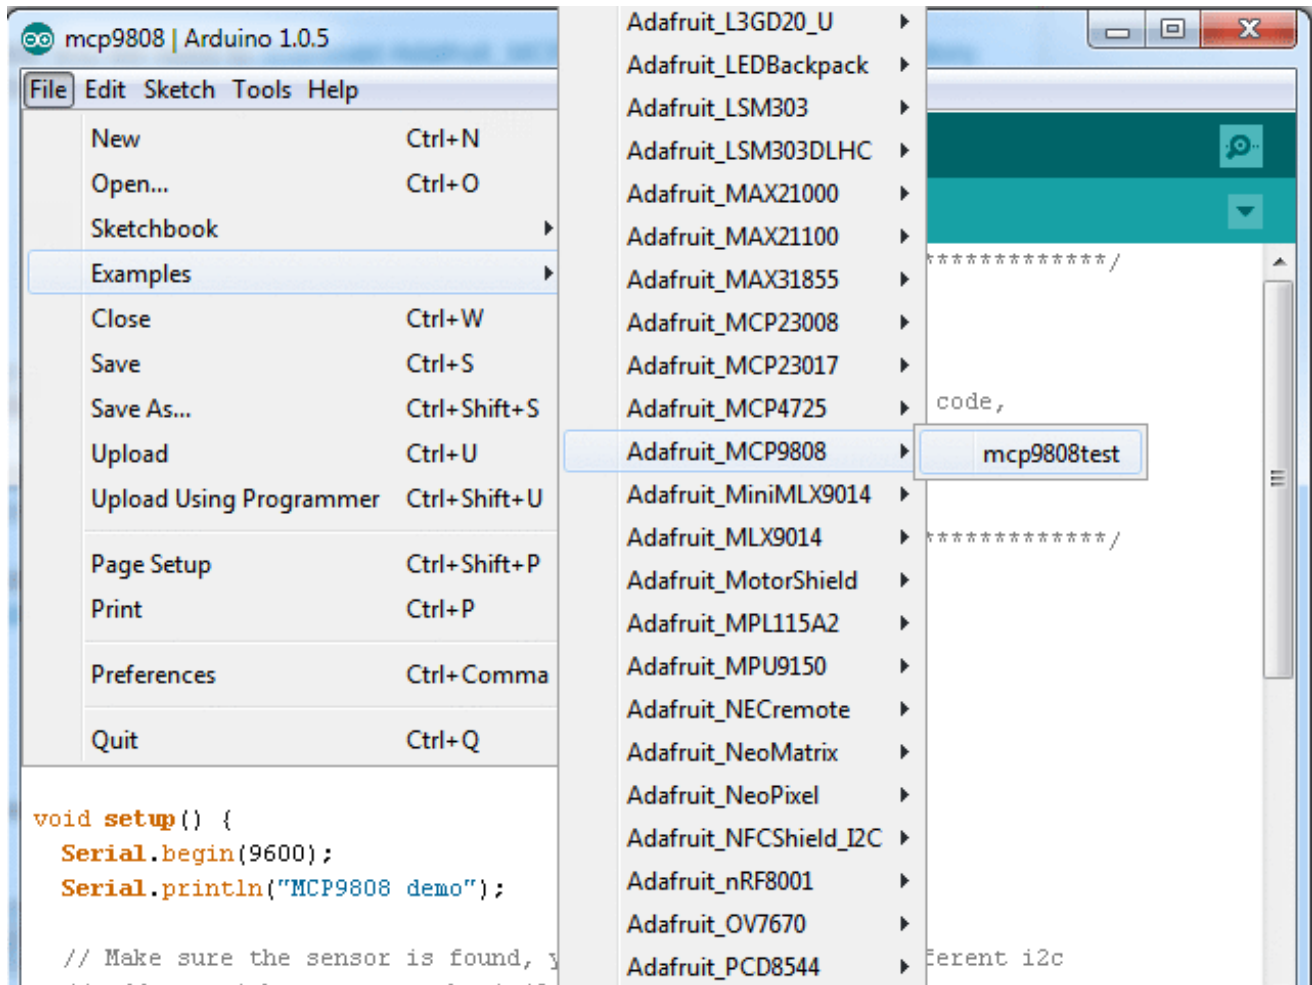 mcp9808 | Arduino 1.0.5
File Edit Sketch Tools Help
New Ctrl+N
Open... Ctrl+O
Sketchbook
Examples
Close Ctrl+W
Save Ctrl+S
Save As... Ctrl+Shift+S
Upload Ctrl+U
Upload Using Programmer Ctrl+Shift+U
Page Setup Ctrl+Shift+P
Print Ctrl+P
Preferences Ctrl+Comma
Quit Ctrl+Q
Adafruit_L3GD20_U
Adafruit_LEDBackpack
Adafruit_LSM303
Adafruit_LSM303DLHC
Adafruit_MAX21000
Adafruit_MAX21100
Adafruit_MAX31855
Adafruit_MCP23008
Adafruit_MCP23017
Adafruit_MCP4725
Adafruit_MCP9808
Adafruit_MiniMLX9014
Adafruit_MLX9014
Adafruit_MotorShield
Adafruit_MPL115A2
Adafruit_MPU9150
Adafruit_NECremote
Adafruit_NeoMatrix
Adafruit_NeoPixel
Adafruit_NFCShield_I2C
Adafruit_nRF8001
Adafruit_OV7670
Adafruit_PCD8544
mcp9808test
*************/
code,
*************/
void setup() {
Serial.begin(9600);
Serial.println("MCP9808 demo");
// Make sure the sensor is found, y
ferent i2c